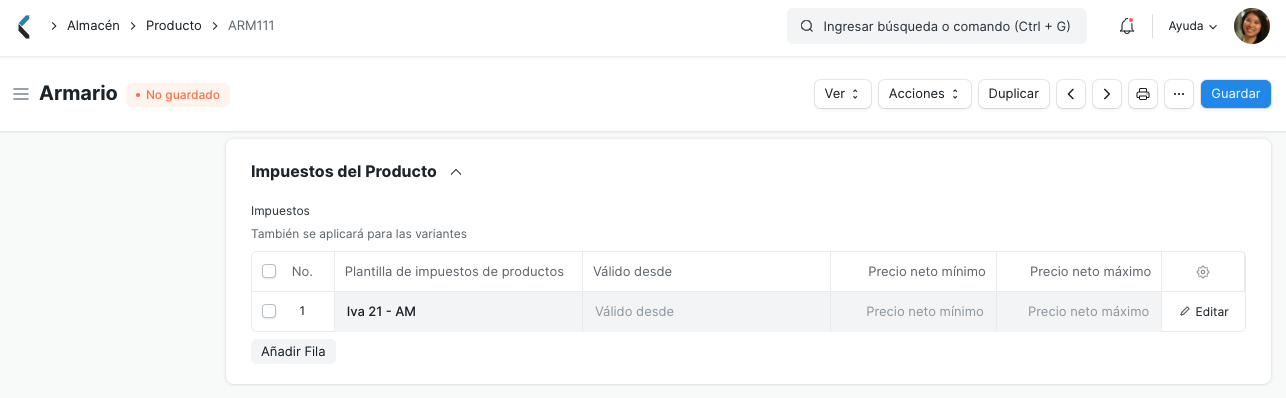 Almacén
Producto
ARM111
Ingresar búsqueda o comando (Ctrl + G)
Ayuda
Armario
No guardado
Ver
Acciones
Duplicar
Guardar
Impuestos del Producto
Impuestos
También se aplicará para las variantes
No. Plantilla de impuestos de productos Válido desde Precio neto mínimo Precio neto máximo
1 Iva 21 - AM Válido desde Precio neto mínimo Precio neto máximo Editar
Añadir Fila